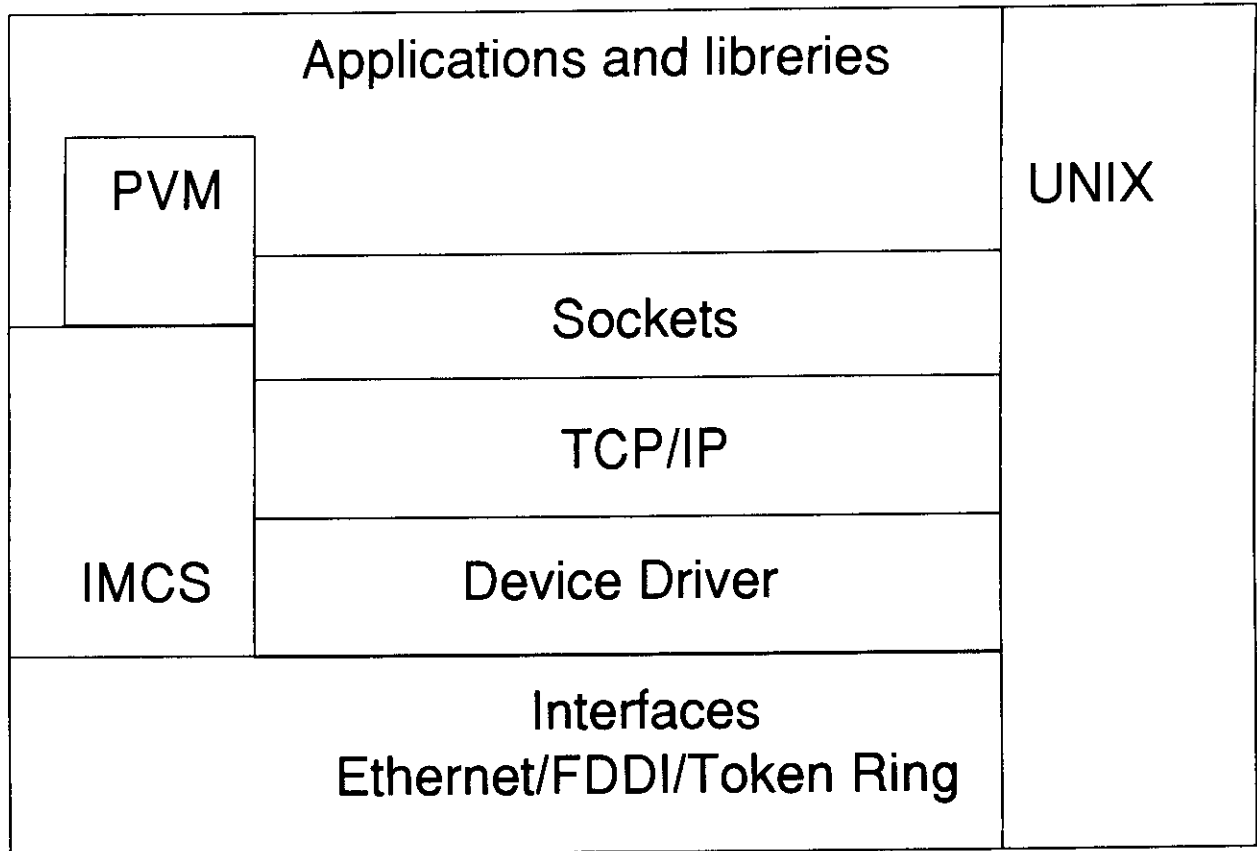 Applications and libreries
PVM
UNIX
Sockets
TCP/IP
IMCS
Device Driver
Interfaces
Ethernet/FDDI/Token Ring